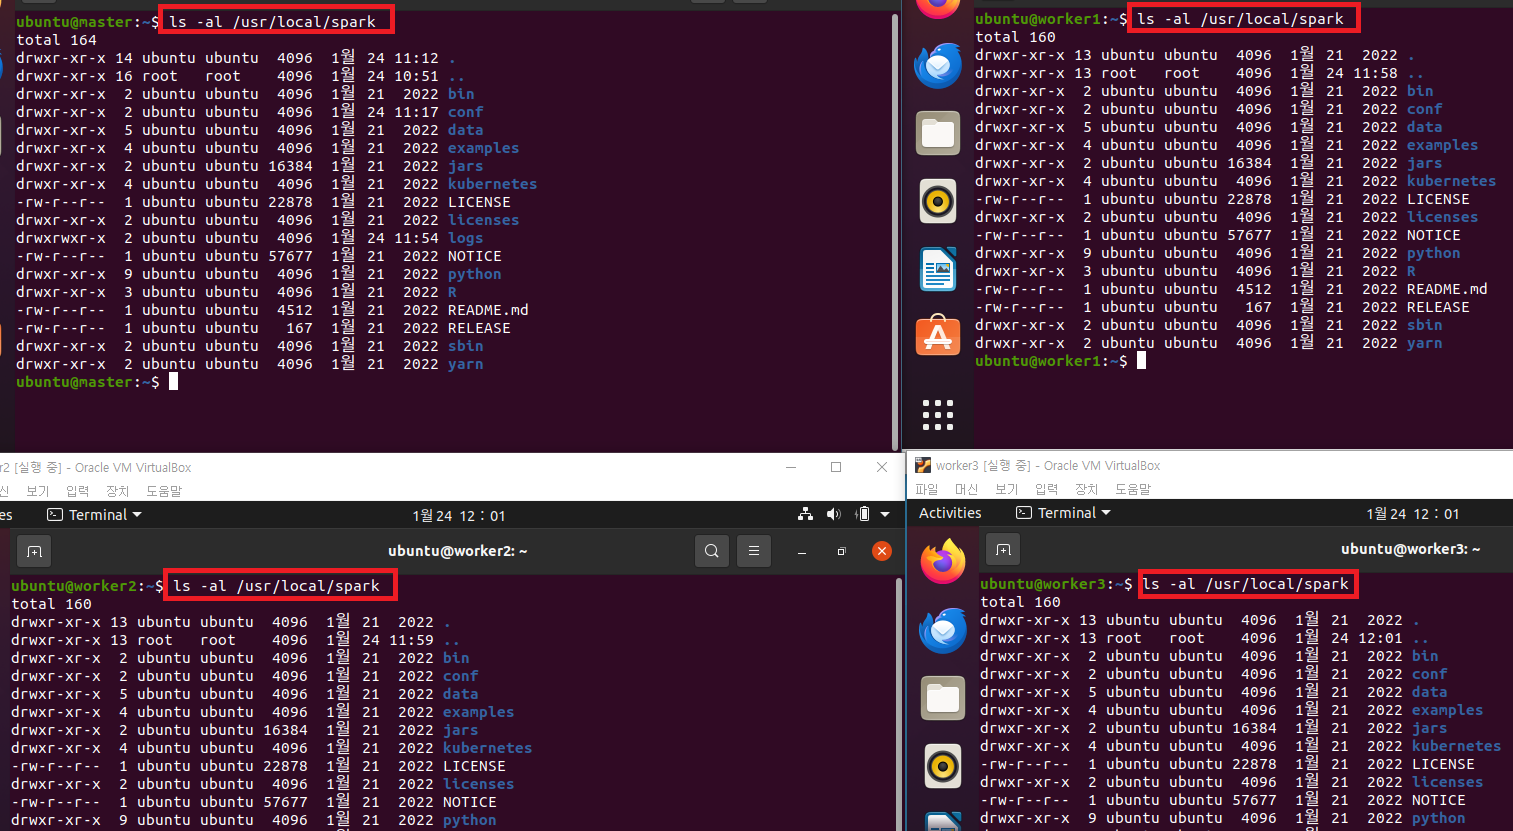 ubuntu@master:~$ ls -al /usr/local/spark
total 164
drwxr-xr-x 14 ubuntu ubuntu  4096  1월 24 11:12 .
drwxr-xr-x 16 root   root    4096  1월 24 10:51 ..
drwxr-xr-x  2 ubuntu ubuntu  4096  1월 21  2022 bin
drwxr-xr-x  2 ubuntu ubuntu  4096  1월 24 11:17 conf
drwxr-xr-x  5 ubuntu ubuntu  4096  1월 21  2022 data
drwxr-xr-x  4 ubuntu ubuntu  4096  1월 21  2022 examples
drwxr-xr-x  2 ubuntu ubuntu 16384  1월 21  2022 jars
drwxr-xr-x  4 ubuntu ubuntu  4096  1월 21  2022 kubernetes
-rw-r--r--  1 ubuntu ubuntu 22878  1월 21  2022 LICENSE
drwxr-xr-x  2 ubuntu ubuntu  4096  1월 21  2022 licenses
drwxrwxr-x  2 ubuntu ubuntu  4096  1월 24 11:54 logs
-rw-r--r--  1 ubuntu ubuntu 57677  1월 21  2022 NOTICE
drwxr-xr-x  9 ubuntu ubuntu  4096  1월 21  2022 python
drwxr-xr-x  3 ubuntu ubuntu  4096  1월 21  2022 R
-rw-r--r--  1 ubuntu ubuntu  4512  1월 21  2022 README.md
-rw-r--r--  1 ubuntu ubuntu   167  1월 21  2022 RELEASE
drwxr-xr-x  2 ubuntu ubuntu  4096  1월 21  2022 sbin
drwxr-xr-x  2 ubuntu ubuntu  4096  1월 21  2022 yarn
ubuntu@master:~$
ubuntu@worker1:~$ ls -al /usr/local/spark
total 160
drwxr-xr-x 13 ubuntu ubuntu  4096  1월 21  2022 .
drwxr-xr-x 13 root   root    4096  1월 24 11:58 ..
drwxr-xr-x  2 ubuntu ubuntu  4096  1월 21  2022 bin
drwxr-xr-x  2 ubuntu ubuntu  4096  1월 21  2022 conf
drwxr-xr-x  5 ubuntu ubuntu  4096  1월 21  2022 data
drwxr-xr-x  4 ubuntu ubuntu  4096  1월 21  2022 examples
drwxr-xr-x  2 ubuntu ubuntu 16384  1월 21  2022 jars
drwxr-xr-x  4 ubuntu ubuntu  4096  1월 21  2022 kubernetes
-rw-r--r--  1 ubuntu ubuntu 22878  1월 21  2022 LICENSE
drwxr-xr-x  2 ubuntu ubuntu  4096  1월 21  2022 licenses
-rw-r--r--  1 ubuntu ubuntu 57677  1월 21  2022 NOTICE
drwxr-xr-x  9 ubuntu ubuntu  4096  1월 21  2022 python
drwxr-xr-x  3 ubuntu ubuntu  4096  1월 21  2022 R
-rw-r--r--  1 ubuntu ubuntu  4512  1월 21  2022 README.md
-rw-r--r--  1 ubuntu ubuntu   167  1월 21  2022 RELEASE
drwxr-xr-x  2 ubuntu ubuntu  4096  1월 21  2022 sbin
drwxr-xr-x  2 ubuntu ubuntu  4096  1월 21  2022 yarn
ubuntu@worker1:~$
r2 [실행 중] - Oracle VM VirtualBox
신 보기 입력 장치 도움말
es Terminal 1월 24 12 : 01
ubuntu@worker2: ~
ubuntu@worker2:~$ ls -al /usr/local/spark
total 160
drwxr-xr-x 13 ubuntu ubuntu  4096  1월 21  2022 .
drwxr-xr-x 13 root   root    4096  1월 24 11:59 ..
drwxr-xr-x  2 ubuntu ubuntu  4096  1월 21  2022 bin
drwxr-xr-x  2 ubuntu ubuntu  4096  1월 21  2022 conf
drwxr-xr-x  5 ubuntu ubuntu  4096  1월 21  2022 data
drwxr-xr-x  4 ubuntu ubuntu  4096  1월 21  2022 examples
drwxr-xr-x  2 ubuntu ubuntu 16384  1월 21  2022 jars
drwxr-xr-x  4 ubuntu ubuntu  4096  1월 21  2022 kubernetes
-rw-r--r--  1 ubuntu ubuntu 22878  1월 21  2022 LICENSE
drwxr-xr-x  2 ubuntu ubuntu  4096  1월 21  2022 licenses
-rw-r--r--  1 ubuntu ubuntu 57677  1월 21  2022 NOTICE
drwxr-xr-x  9 ubuntu ubuntu  4096  1월 21  2022 python
worker3 [실행 중] - Oracle VM VirtualBox
파일 머신 보기 입력 장치 도움말
Activities Terminal 1월 24 12 : 01
ubuntu@worker3: ~
ubuntu@worker3:~$ ls -al /usr/local/spark
total 160
drwxr-xr-x 13 ubuntu ubuntu  4096  1월 21  2022 .
drwxr-xr-x 13 root   root    4096  1월 24 12:01 ..
drwxr-xr-x  2 ubuntu ubuntu  4096  1월 21  2022 bin
drwxr-xr-x  2 ubuntu ubuntu  4096  1월 21  2022 conf
drwxr-xr-x  5 ubuntu ubuntu  4096  1월 21  2022 data
drwxr-xr-x  4 ubuntu ubuntu  4096  1월 21  2022 examples
drwxr-xr-x  2 ubuntu ubuntu 16384  1월 21  2022 jars
drwxr-xr-x  4 ubuntu ubuntu  4096  1월 21  2022 kubernetes
-rw-r--r--  1 ubuntu ubuntu 22878  1월 21  2022 LICENSE
drwxr-xr-x  2 ubuntu ubuntu  4096  1월 21  2022 licenses
-rw-r--r--  1 ubuntu ubuntu 57677  1월 21  2022 NOTICE
drwxr-xr-x  9 ubuntu ubuntu  4096  1월 21  2022 python